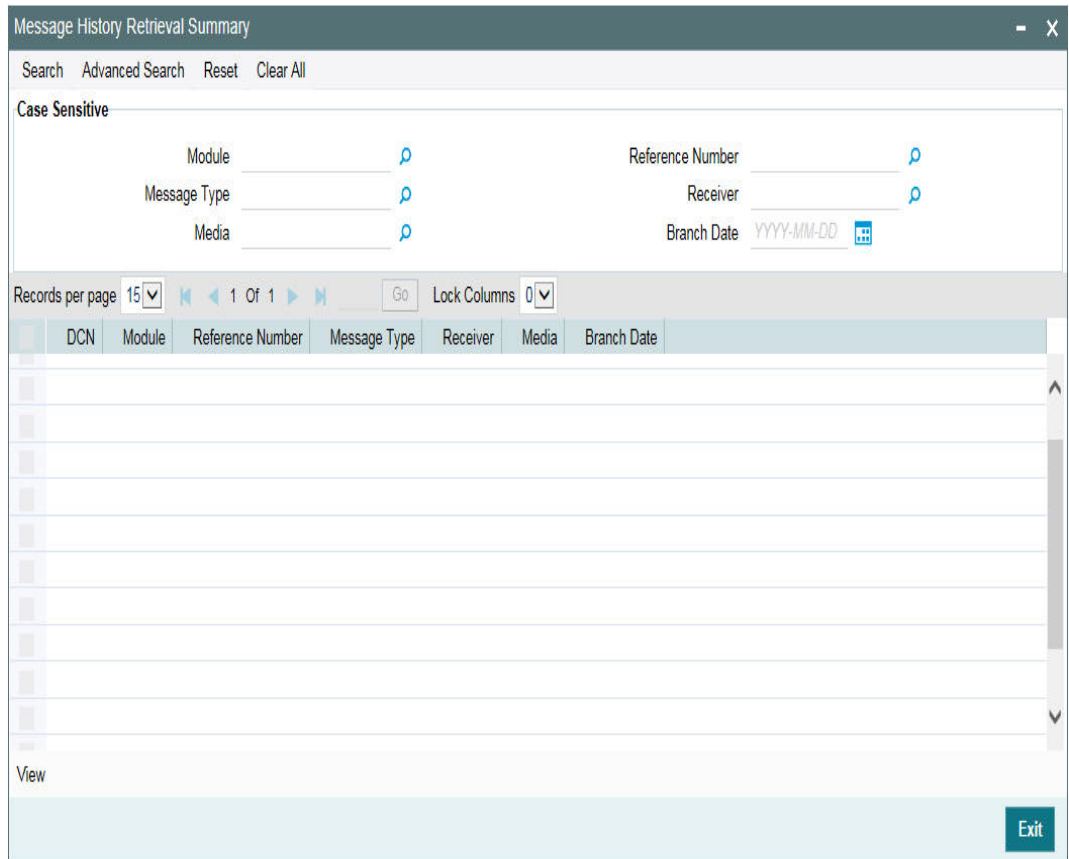 Message History Retrieval Summary - X
Search Advanced Search Reset Clear All
Case Sensitive
Module Reference Number
Message Type Receiver
Media Branch Date YYYY-MM-DD
Records per page 15 1 Of 1 Go Lock Columns 0
DCN Module Reference Number Message Type Receiver Media Branch Date
View
Exit